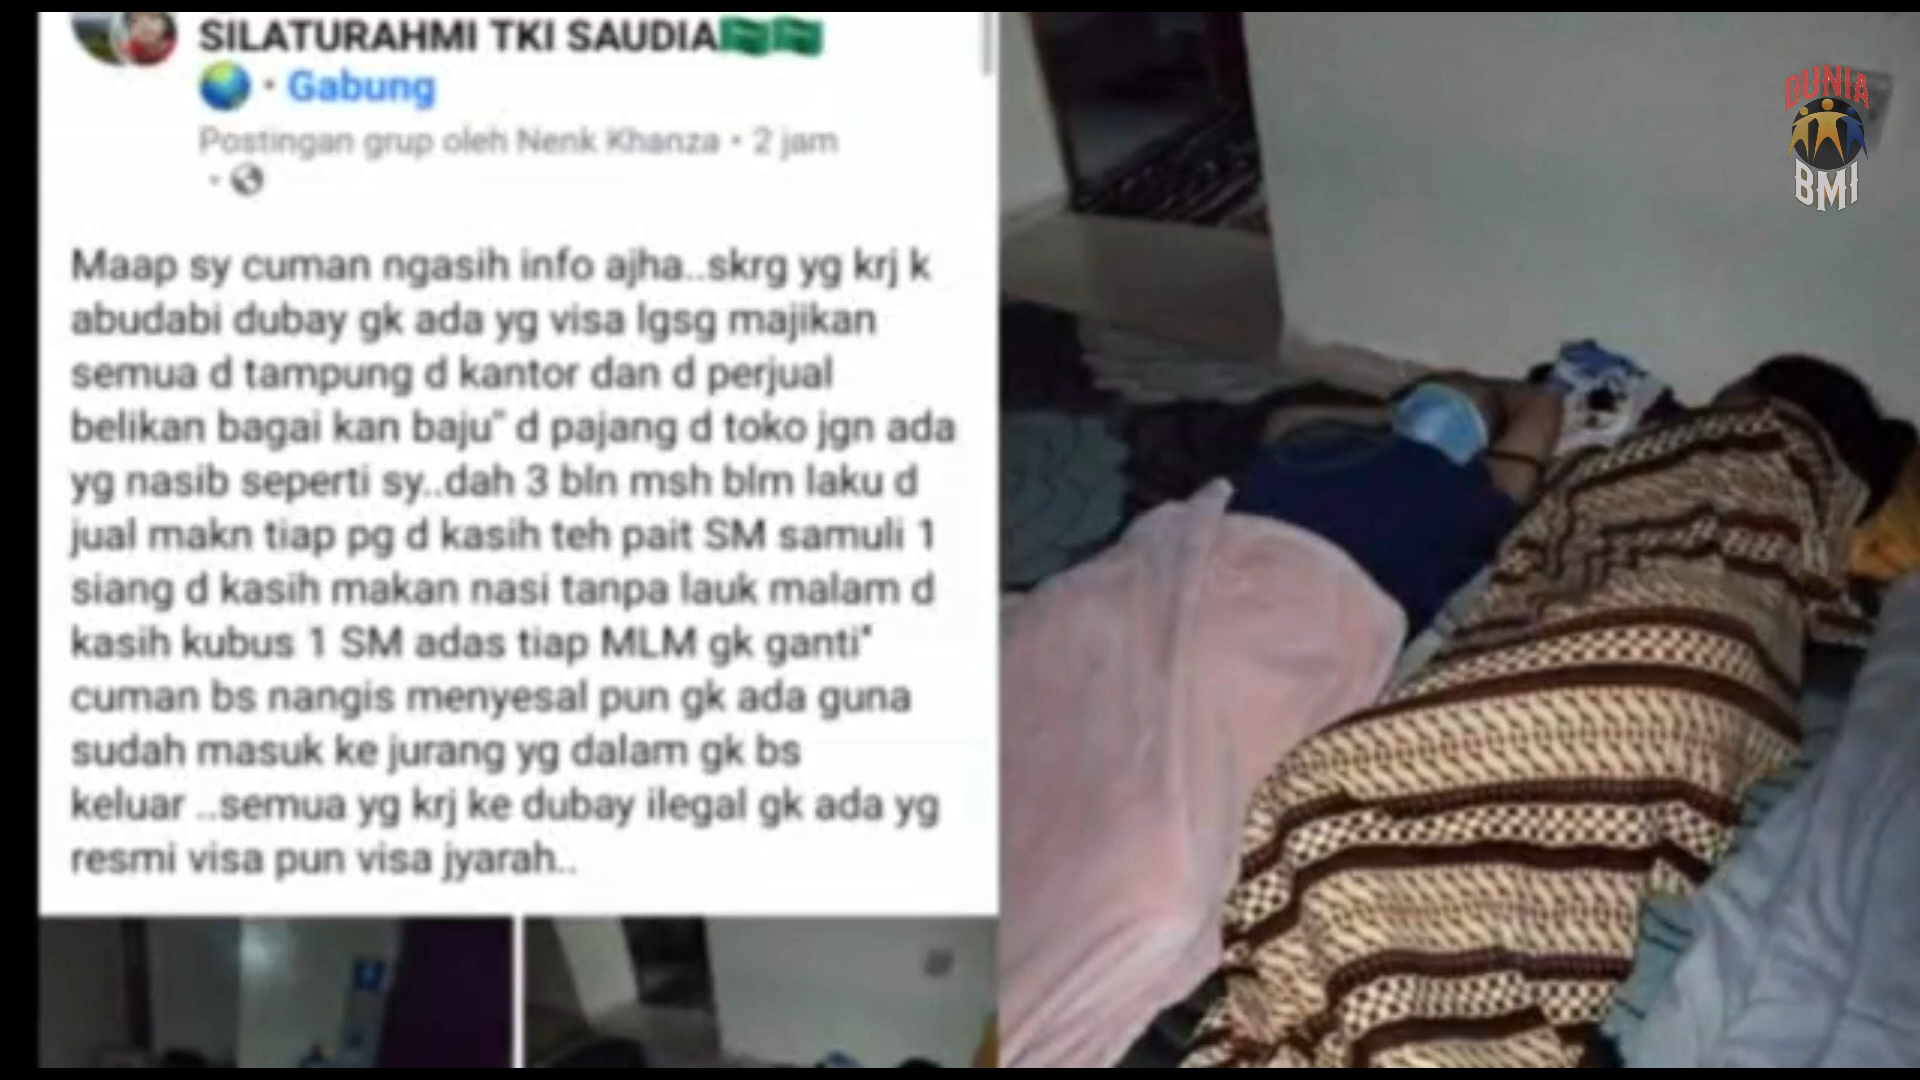 SILATURAHMI TKI SAUDIA
· Gabung
Postingan grup oleh Nenk Khanza · 2 jam
Maap sy cuman ngasih info ajha..skrg yg krj k
abudabi dubay gk ada yg visa lgsg majikan
semua d tampung d kantor dan d perjual
belikan bagai kan baju" d pajang d toko jgn ada
yg nasib seperti sy..dah 3 bln msh blm laku d
jual makn tiap pg d kasih teh pait SM samuli 1
siang d kasih makan nasi tanpa lauk malam d
kasih kubus 1 SM adas tiap MLM gk ganti"
cuman bs nangis menyesal pun gk ada guna
sudah masuk ke jurang yg dalam gk bs
keluar ..semua yg krj ke dubay ilegal gk ada yg
resmi visa pun visa jyarah..
DUNIA
BMI